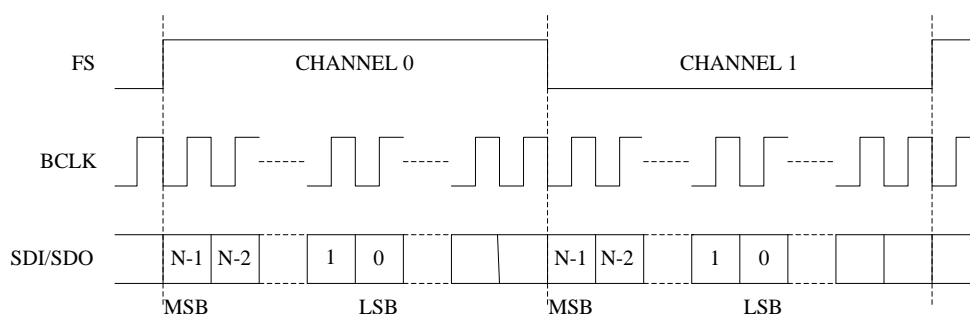 FS CHANNEL 0 CHANNEL 1
BCLK
SDI/SDO N-1 N-2 1 0 N-1 N-2 1 0
MSB LSB MSB LSB